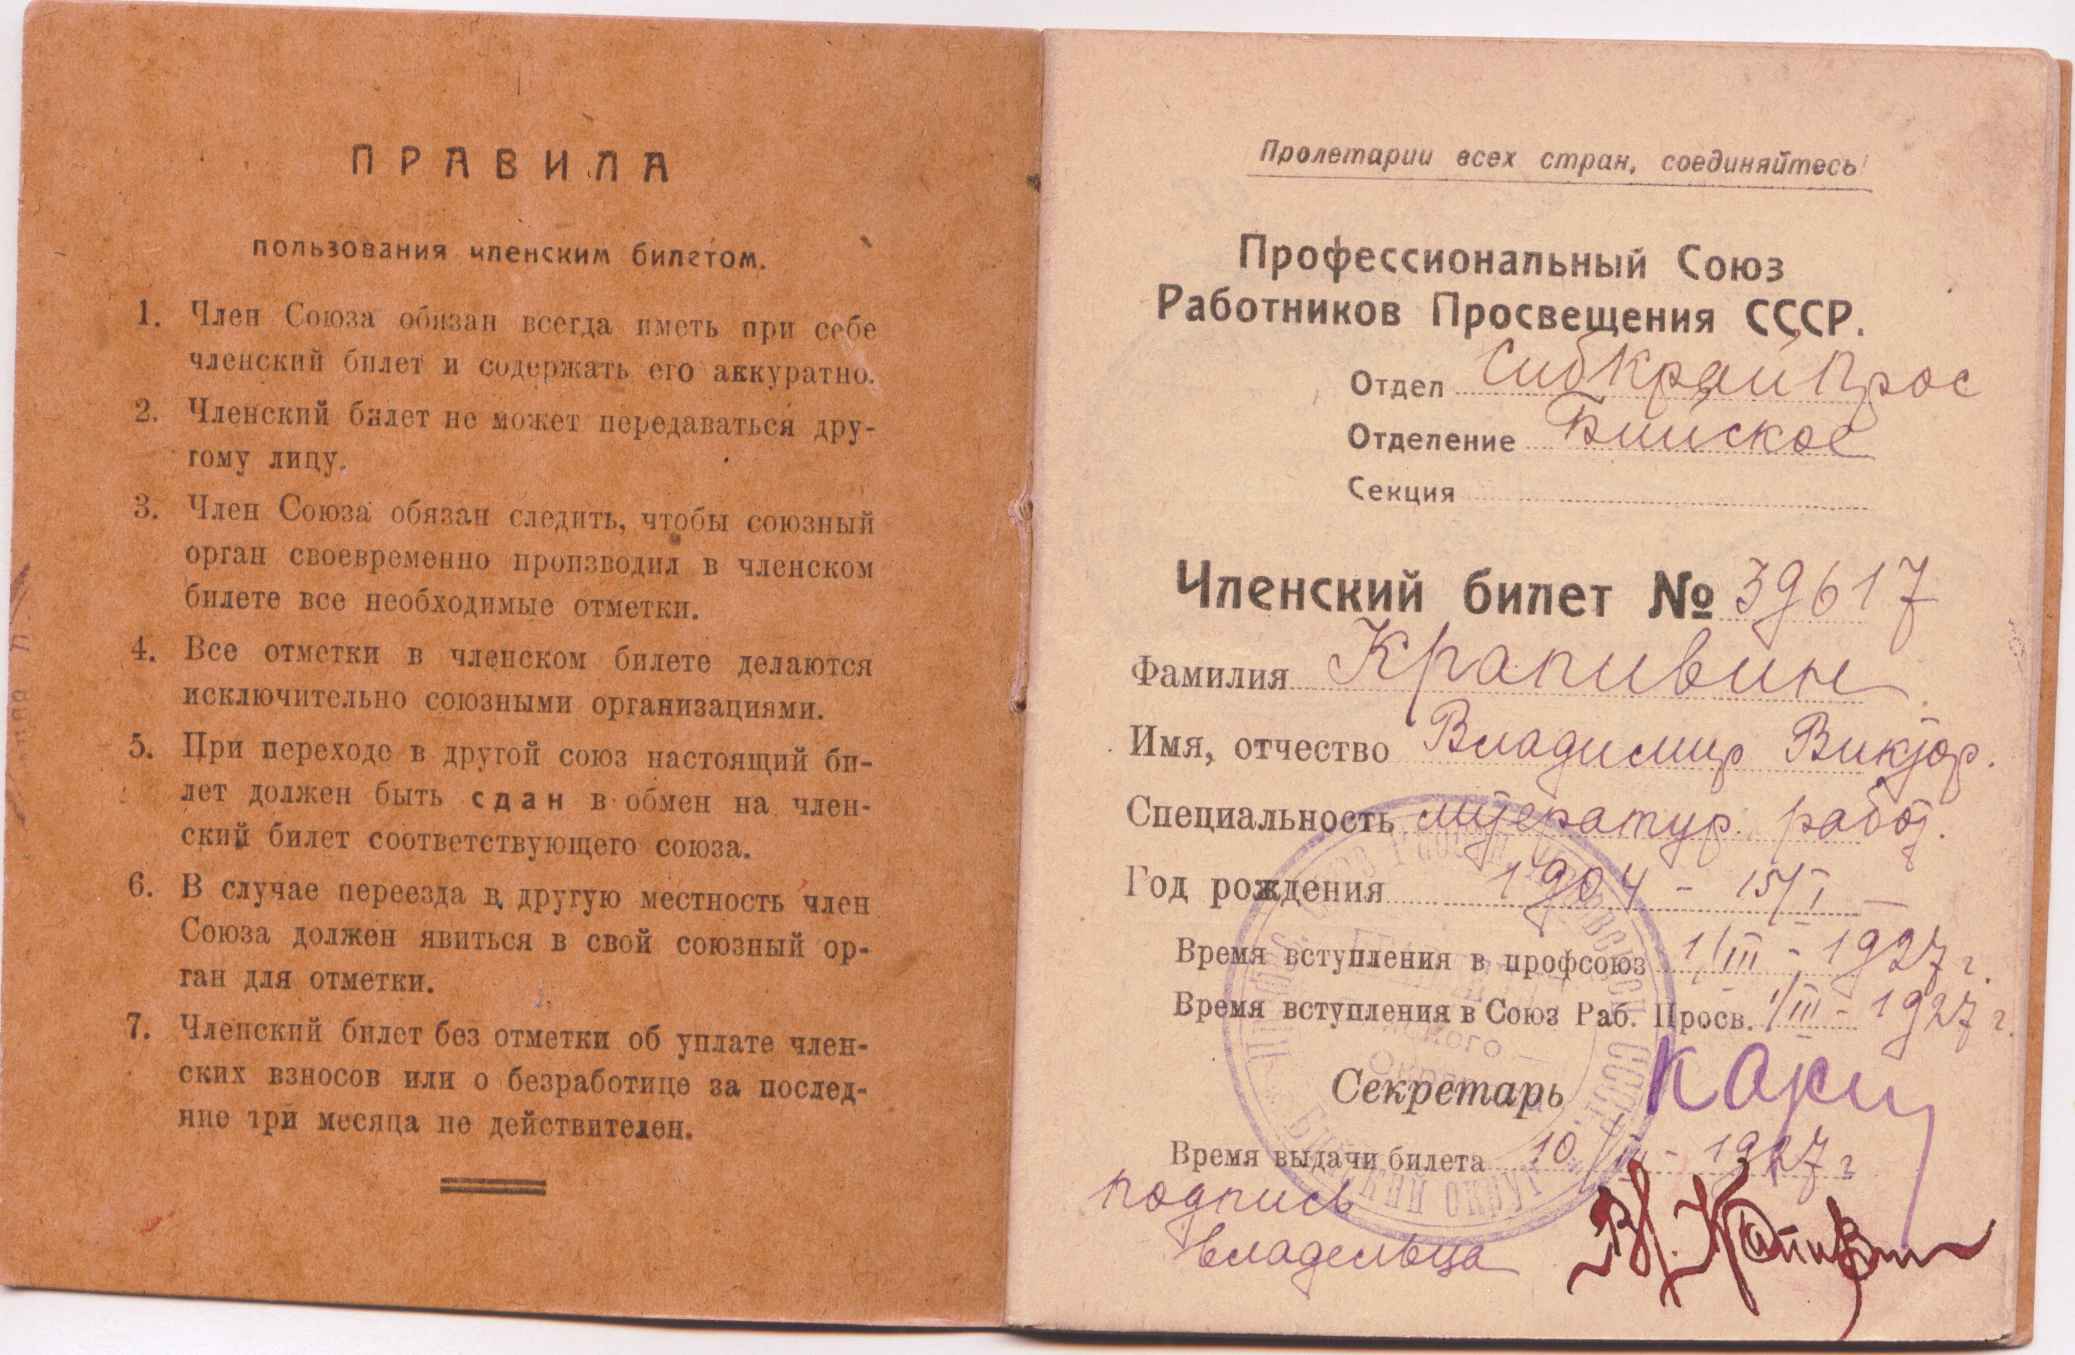 ПРАВИЛА
пользования членским билетом.
1. Член Союза обязан всегда иметь при себе
членский билет и содержать его аккуратно.
2. Членский билет не может передаваться дру-
гому лицу.
3. Член Союза обязан следить, чтобы союзный
орган своевременно производил в членском
билете все необходимые отметки.
4. Все отметки в членском билете делаются
исключительно союзными организациями.
5. При переходе в другой союз настоящий би-
лет должен быть сдан в обмен на член-
ский билет соответствующего союза.
6. В случае переезда в другую местность член
Союза должен явиться в свой союзный ор-
ган для отметки.
7. Членский билет без отметки об уплате член-
ских взносов или о безработице за послед-
ние три месяца не действителен.
Пролетарии всех стран, соединяйтесь!
Профессиональный Союз
Работников Просвещения СССР.
Отдел СибКрайПрос
Отделение Бийское
Секция
Членский билет № 39617
Фамилия Крапивин
Имя, отчество Владимир Виктор.
Специальность литератур. работ.
Год рождения 1904 - 15/I
Время вступления в профсоюз 1/III - 1927 г.
Время вступления в Союз Раб. Просв. 1/III - 1927 г.
Секретарь
Время выдачи билета 10/III - 1927 г
подпись
владельца Вл. Крапивин